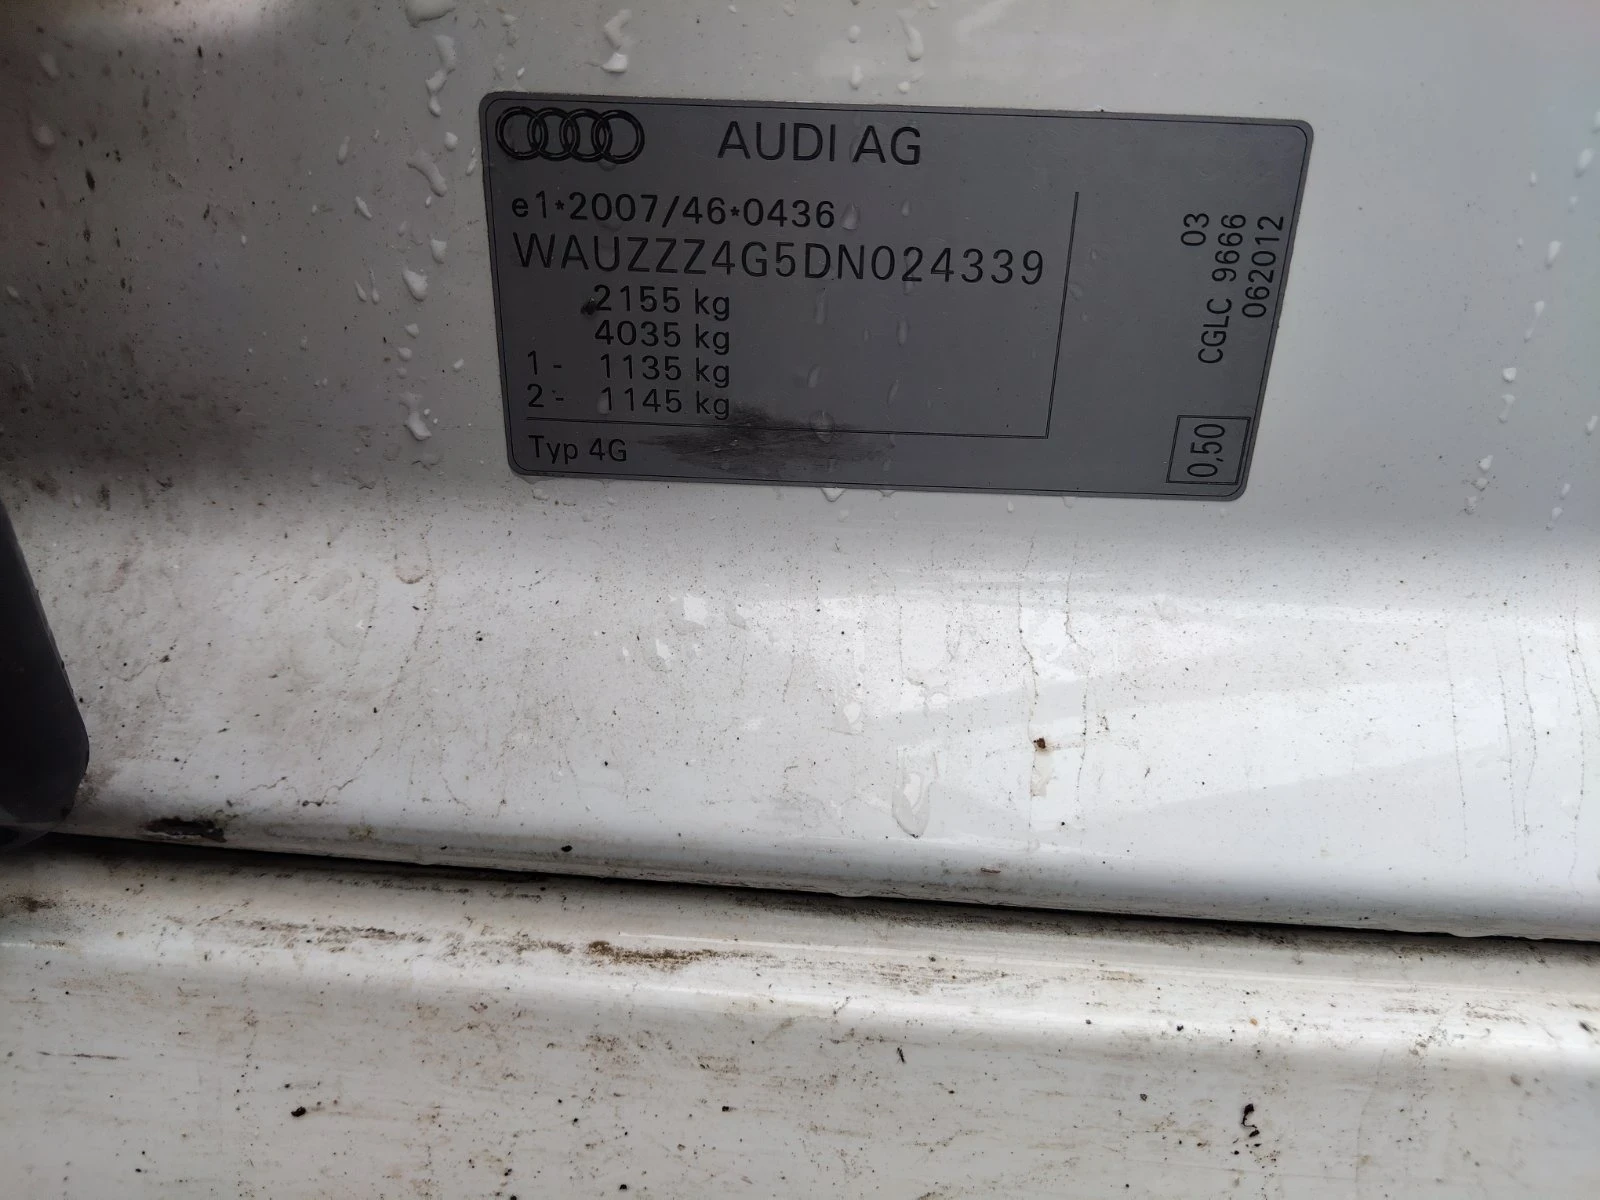 AUDI AG
e1*2007/46*0436
WAUZZZ4G5DN024339
2155 kg
4035 kg
1 - 1135 kg
2 - 1145 kg
Typ 4G
03
CGLC 9666
062012
0,50